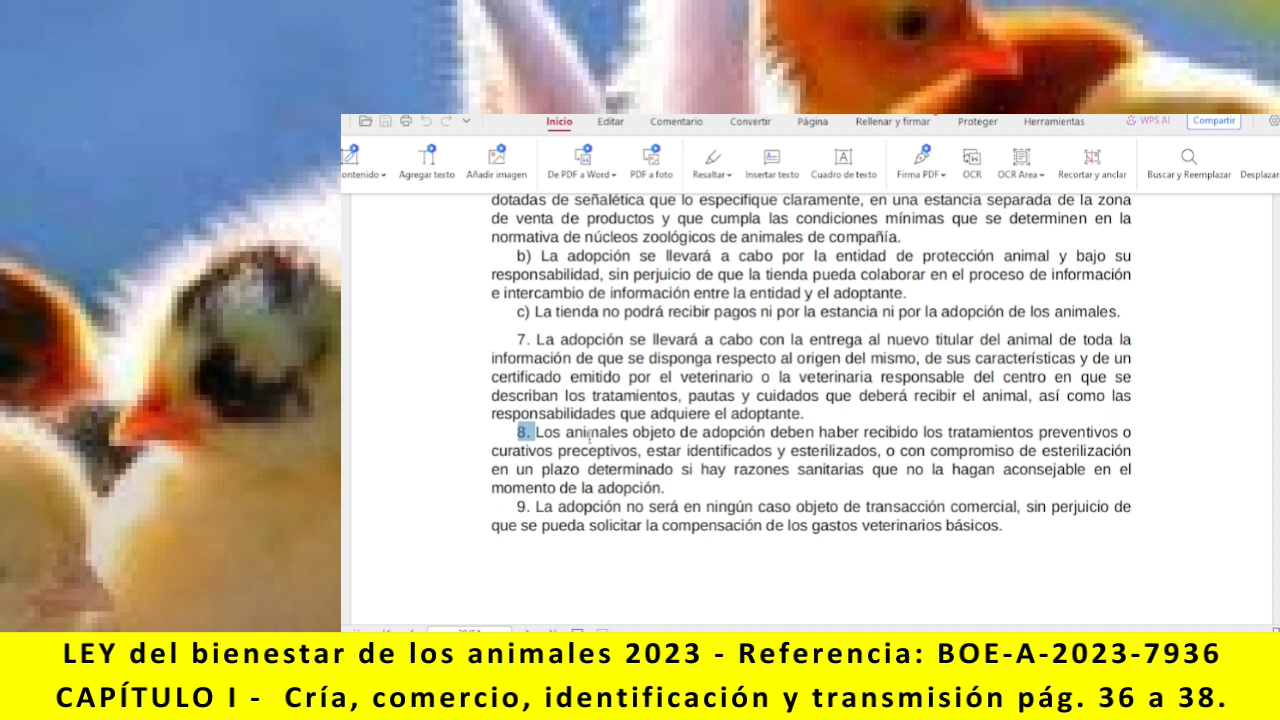 Inicio Editar Comentario Convertir Página Rellenar y firmar Proteger Herramientas WPS AI Compartir
ontenido Agregar texto Añadir imagen De PDF a Word PDF a foto Resaltar Insertar texto Cuadro de texto Firma PDF OCR OCR Area Recortar y anclar Buscar y Reemplazar Desplazar
dotadas de señalética que lo especifique claramente, en una estancia separada de la zona
de venta de productos y que cumpla las condiciones mínimas que se determinen en la
normativa de núcleos zoológicos de animales de compañía.
b) La adopción se llevará a cabo por la entidad de protección animal y bajo su
responsabilidad, sin perjuicio de que la tienda pueda colaborar en el proceso de información
e intercambio de información entre la entidad y el adoptante.
c) La tienda no podrá recibir pagos ni por la estancia ni por la adopción de los animales.
7. La adopción se llevará a cabo con la entrega al nuevo titular del animal de toda la
información de que se disponga respecto al origen del mismo, de sus características y de un
certificado emitido por el veterinario o la veterinaria responsable del centro en que se
describan los tratamientos, pautas y cuidados que deberá recibir el animal, así como las
responsabilidades que adquiere el adoptante.
8. Los animales objeto de adopción deben haber recibido los tratamientos preventivos o
curativos preceptivos, estar identificados y esterilizados, o con compromiso de esterilización
en un plazo determinado si hay razones sanitarias que no la hagan aconsejable en el
momento de la adopción.
9. La adopción no será en ningún caso objeto de transacción comercial, sin perjuicio de
que se pueda solicitar la compensación de los gastos veterinarios básicos.
LEY del bienestar de los animales 2023 - Referencia: BOE-A-2023-7936
CAPÍTULO I - Cría, comercio, identificación y transmisión pág. 36 a 38.